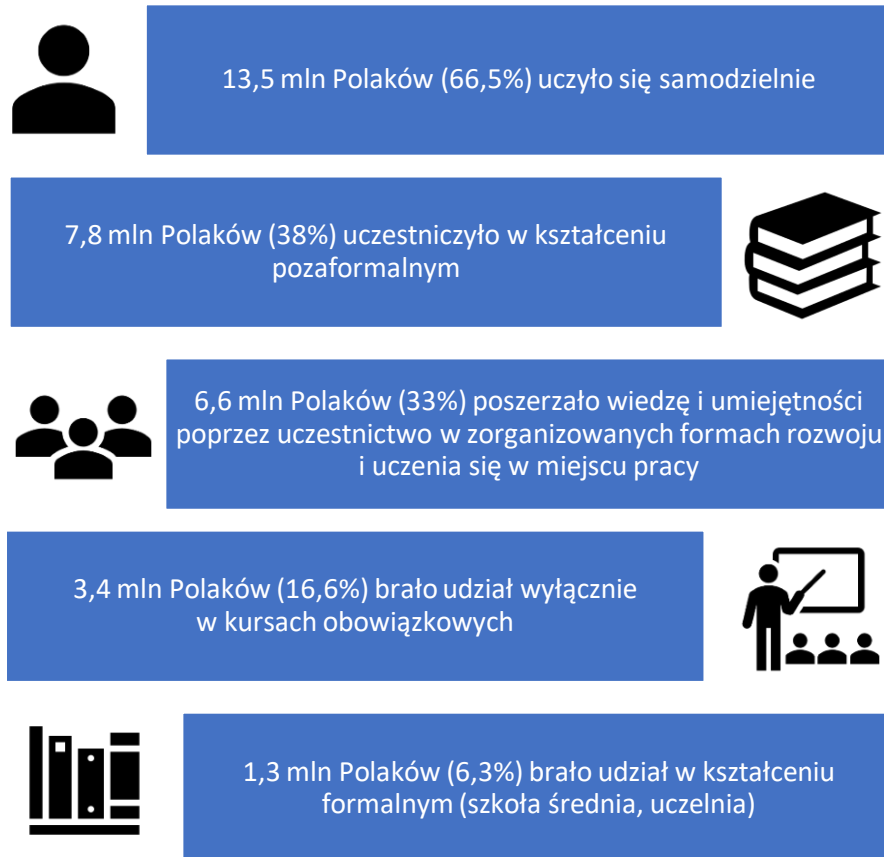 13,5 mln Polaków (66,5%) uczyło się samodzielnie
7,8 mln Polaków (38%) uczestniczyło w kształceniu
pozaformalnym
6,6 mln Polaków (33%) poszerzało wiedzę i umiejętności
poprzez uczestnictwo w zorganizowanych formach rozwoju
i uczenia się w miejscu pracy
3,4 mln Polaków (16,6%) brało udział wyłącznie
w kursach obowiązkowych
1,3 mln Polaków (6,3%) brało udział w kształceniu
formalnym (szkoła średnia, uczelnia)